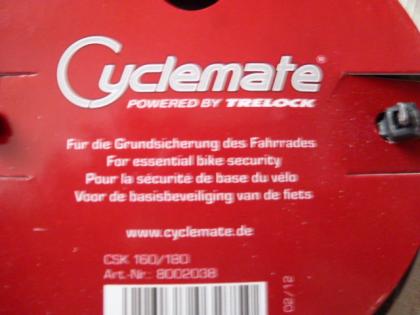 Cyclemate®
POWERED BY TRELOCK
Für die Grundsicherung des Fahrrades
For essential bike security
Pour la sécurité de base du vélo
Voor de basisbeveiliging van de fiets
www.cyclemate.de
CSK 160/180
Art.-Nr.: 8002038
02/12